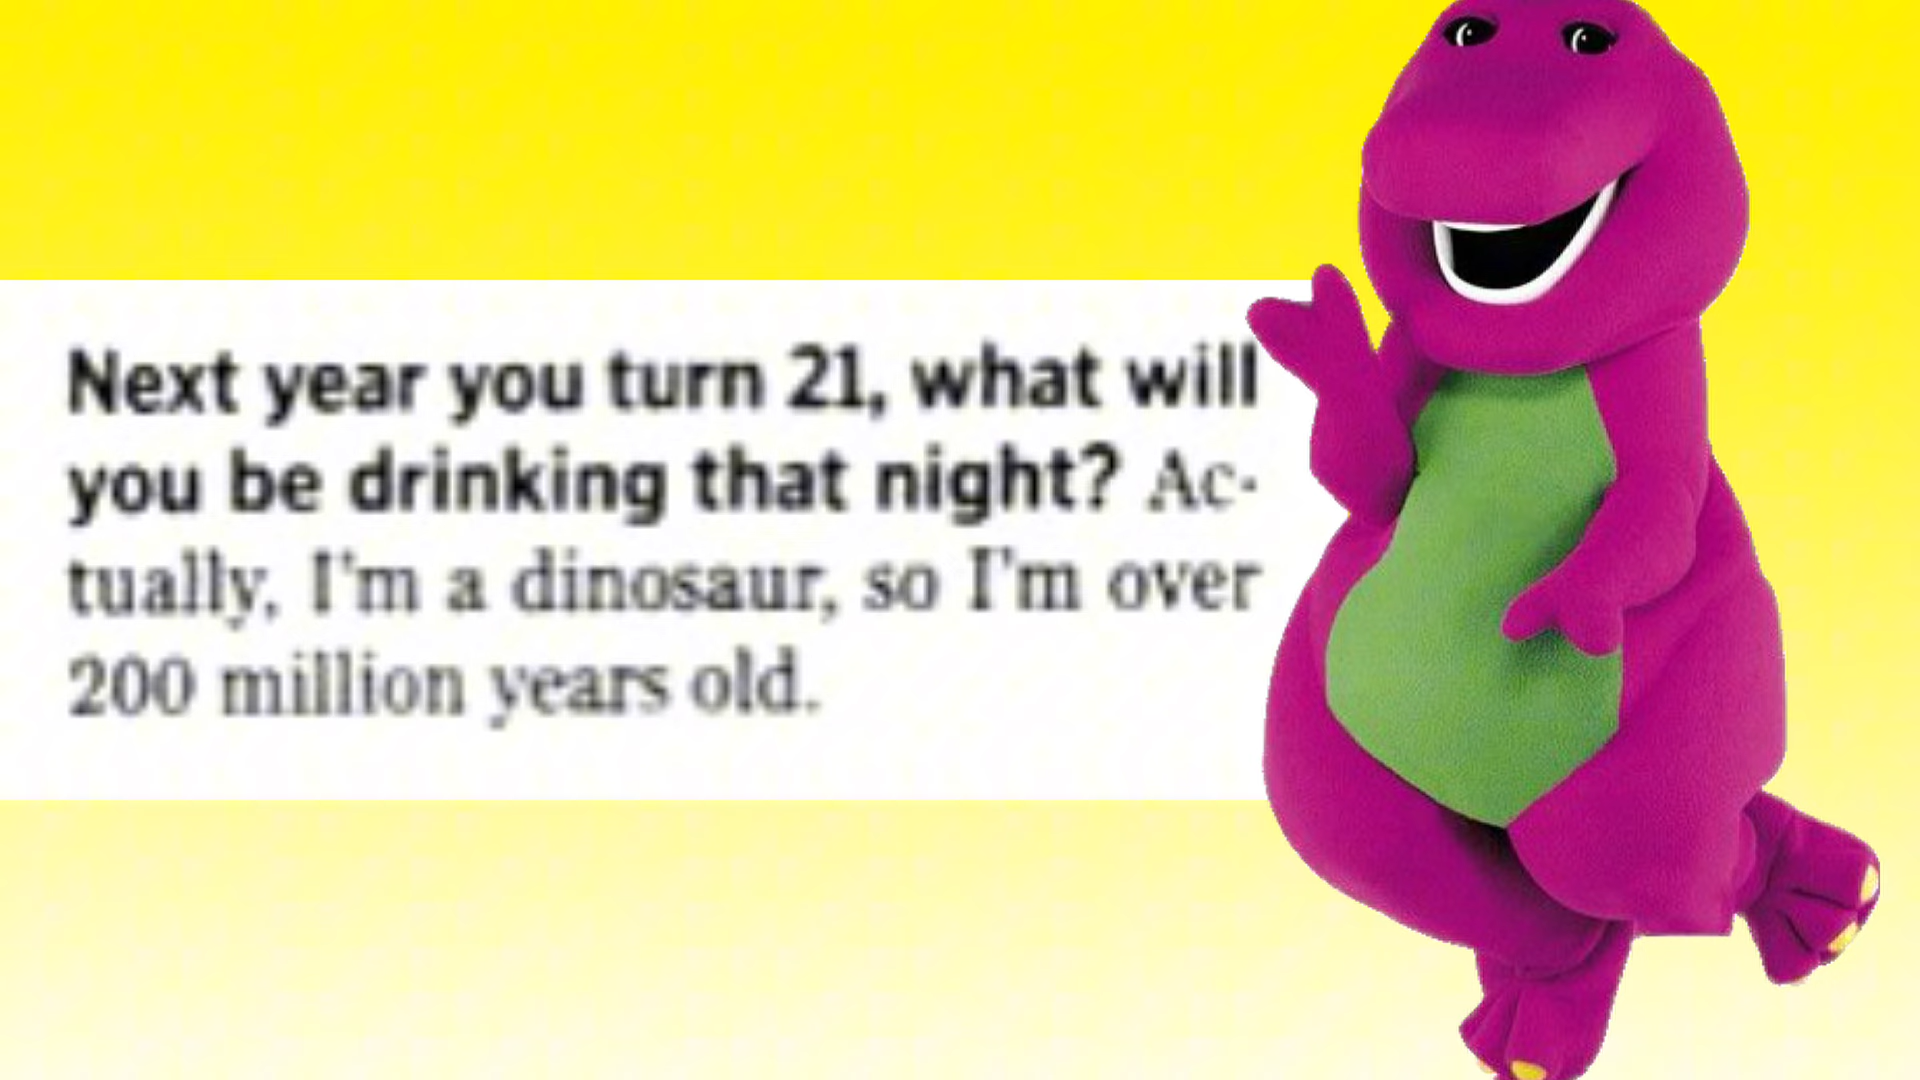 Next year you turn 21, what will
you be drinking that night? Ac-
tually, I'm a dinosaur, so I'm over
200 million years old.